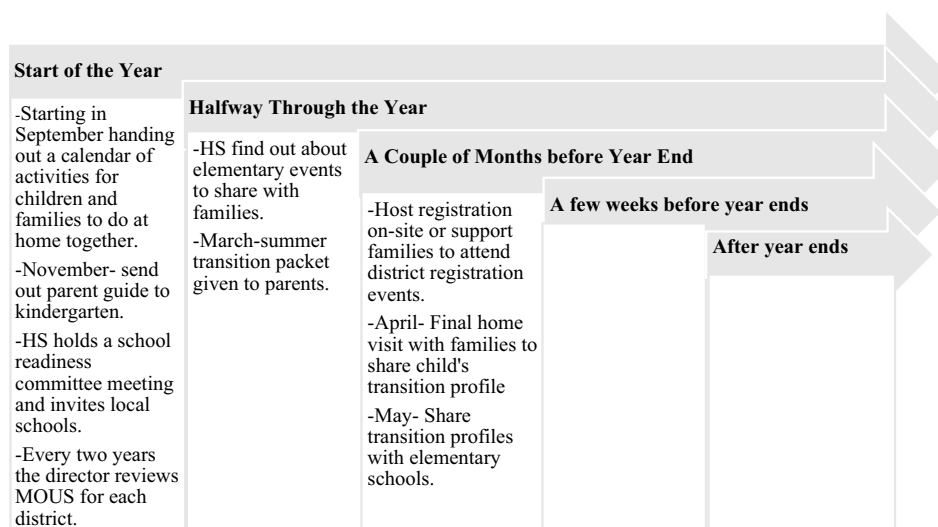 Start of the Year
-Starting in
September handing
out a calendar of
activities for
children and
families to do at
home together.
-November- send
out parent guide to
kindergarten.
-HS holds a school
readiness
committee meeting
and invites local
schools.
-Every two years
the director reviews
MOUS for each
district.
Halfway Through the Year
-HS find out about
elementary events
to share with
families.
-March-summer
transition packet
given to parents.
A Couple of Months before Year End
-Host registration
on-site or support
families to attend
district registration
events.
-April- Final home
visit with families to
share child's
transition profile
-May- Share
transition profiles
with elementary
schools.
A few weeks before year ends
After year ends